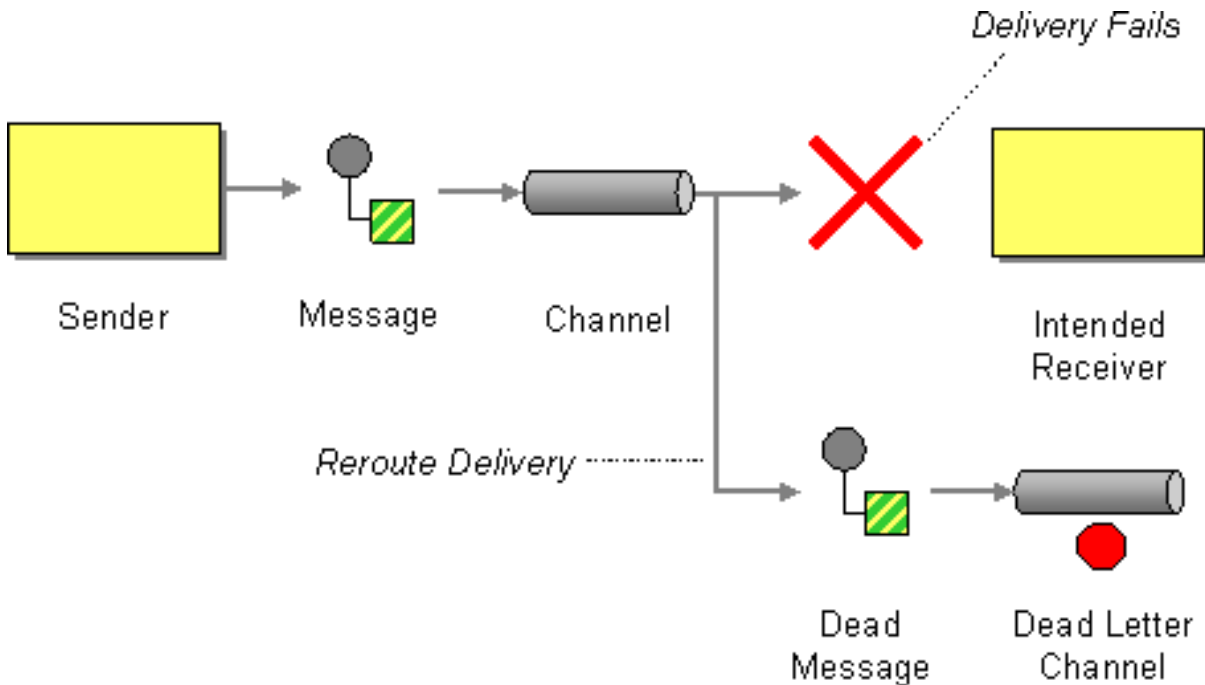 Delivery Fails
Sender
Message
Channel
Intended
Receiver
Reroute Delivery
Dead
Message
Dead Letter
Channel